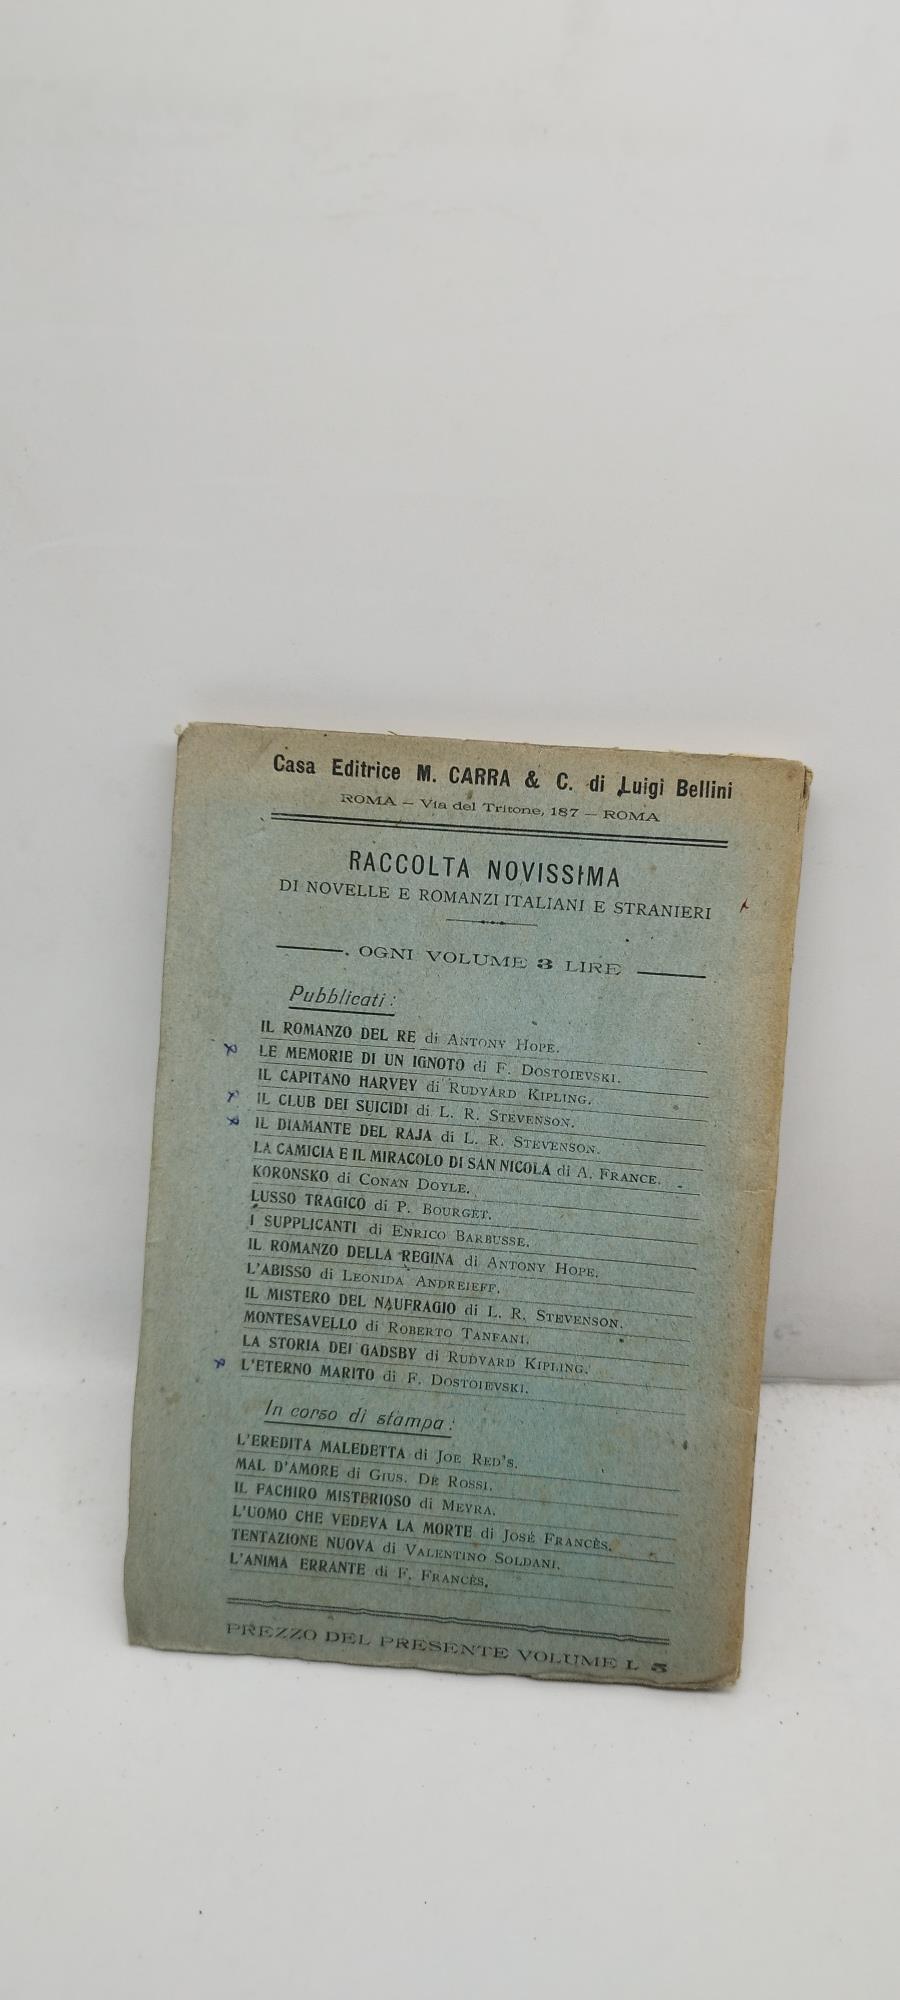 Casa Editrice M. CARRA & C. di Luigi Bellini
ROMA — Via del Tritone, 187 — ROMA
RACCOLTA NOVISSIMA
DI NOVELLE E ROMANZI ITALIANI E STRANIERI
OGNI VOLUME 3 LIRE
Pubblicati:
IL ROMANZO DEL RE di ANTONY HOPE.
LE MEMORIE DI UN IGNOTO di F. DOSTOIEVSKI.
IL CAPITANO HARVEY di RUDYARD KIPLING.
IL CLUB DEI SUICIDI di L. R. STEVENSON.
IL DIAMANTE DEL RAJA di L. R. STEVENSON.
LA CAMICIA E IL MIRACOLO DI SAN NICOLA di A. FRANCE.
KORONSKO di CONAN DOYLE.
LUSSO TRAGICO di P. BOURGET.
I SUPPLICANTI di ENRICO BARBUSSE.
IL ROMANZO DELLA REGINA di ANTONY HOPE.
L'ABISSO di LEONIDA ANDREIEFF.
IL MISTERO DEL NAUFRAGIO di L. R. STEVENSON.
MONTESAVELLO di ROBERTO TANFANI.
LA STORIA DEI GADSBY di RUDYARD KIPLING.
L'ETERNO MARITO di F. DOSTOIEVSKI.
In corso di stampa:
L'EREDITA MALEDETTA di JOE RED'S.
MAL D'AMORE di GIUS. DE ROSSI.
IL FACHIRO MISTERIOSO di MEYRA.
L'UOMO CHE VEDEVA LA MORTE di JOSÉ FRANCÈS.
TENTAZIONE NUOVA di VALENTINO SOLDANI.
L'ANIMA ERRANTE di F. FRANCÈS.
PREZZO DEL PRESENTE VOLUME L. 5